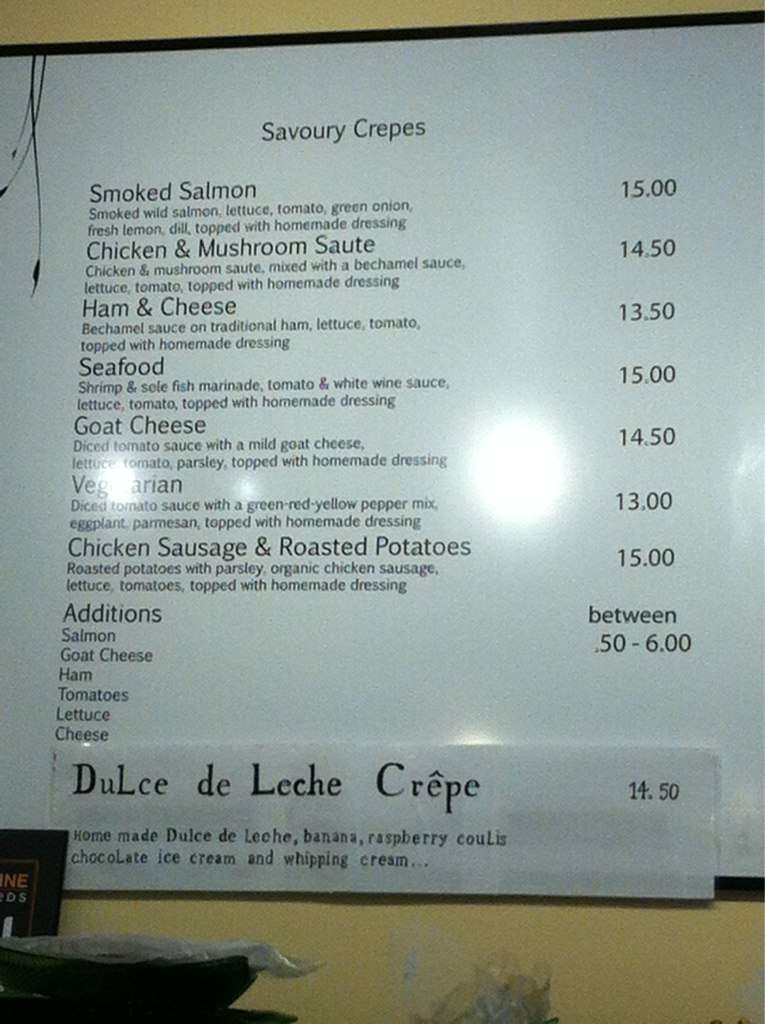 Savoury Crepes
Smoked Salmon 15.00
Smoked wild salmon, lettuce, tomato, green onion,
fresh lemon, dill, topped with homemade dressing
Chicken & Mushroom Saute 14.50
Chicken & mushroom saute, mixed with a bechamel sauce,
lettuce, tomato, topped with homemade dressing
Ham & Cheese 13.50
Bechamel sauce on traditional ham, lettuce, tomato,
topped with homemade dressing
Seafood 15.00
Shrimp & sole fish marinade, tomato & white wine sauce,
lettuce, tomato, topped with homemade dressing
Goat Cheese 14.50
Diced tomato sauce with a mild goat cheese,
lettuce, tomato, parsley, topped with homemade dressing
Vegetarian 13.00
Diced tomato sauce with a green-red-yellow pepper mix,
eggplant, parmesan, topped with homemade dressing
Chicken Sausage & Roasted Potatoes 15.00
Roasted potatoes with parsley, organic chicken sausage,
lettuce, tomatoes, topped with homemade dressing
Additions between
Salmon .50 - 6.00
Goat Cheese
Ham
Tomatoes
Lettuce
Cheese
DuLce de Leche Crêpe 14.50
Home made Dulce de Leche, banana, raspberry couLis
chocoLate ice cream and whipping cream...
INE
EDS